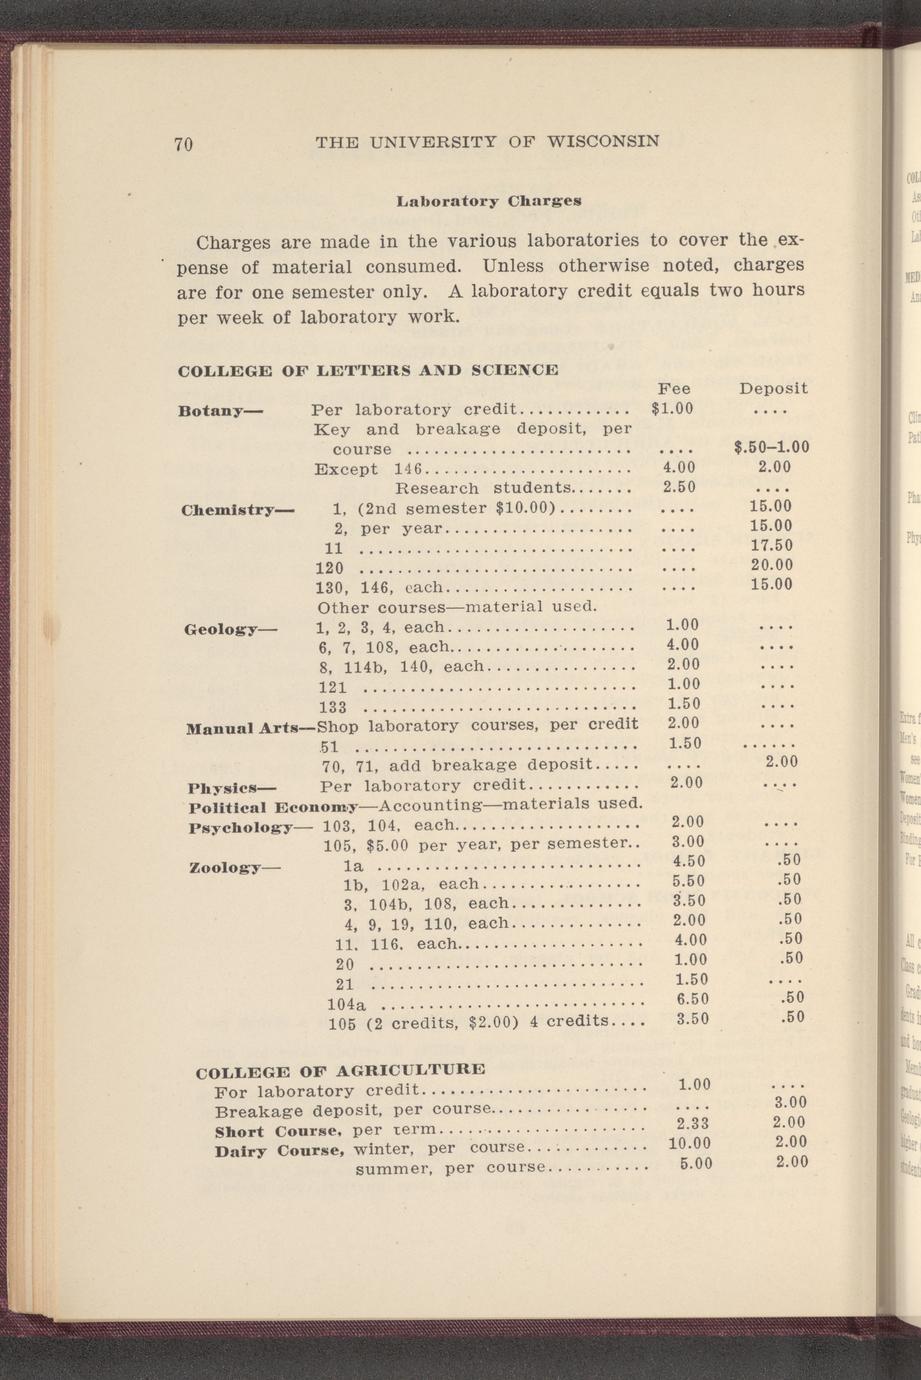 70 THE UNIVERSITY OF WISCONSIN
Laboratory Charges
Charges are made in the various laboratories to cover the ex-
pense of material consumed. Unless otherwise noted, charges
are for one semester only. A laboratory credit equals two hours
per week of laboratory work.
COLLEGE OF LETTERS AND SCIENCE
Fee Deposit
Botany— Per laboratory credit............ $1.00 ....
Key and breakage deposit, per
course ........................ .... $.50–1.00
Except 146...................... 4.00 2.00
Research students....... 2.50 ....
Chemistry— 1, (2nd semester $10.00)........ .... 15.00
2, per year.................... .... 15.00
11 ............................. .... 17.50
120 ............................. .... 20.00
130, 146, each.................... .... 15.00
Other courses—material used.
Geology— 1, 2, 3, 4, each.................... 1.00 ....
6, 7, 108, each.................... 4.00 ....
8, 114b, 140, each................ 2.00 ....
121 ............................. 1.00 ....
133 ............................. 1.50 ....
Manual Arts—Shop laboratory courses, per credit 2.00 ....
51 .............................. 1.50 ......
70, 71, add breakage deposit..... .... 2.00
Physics— Per laboratory credit............ 2.00 ....
Political Economy—Accounting—materials used.
Psychology— 103, 104, each.................... 2.00 ....
105, $5.00 per year, per semester.. 3.00 ....
Zoology— 1a ............................ 4.50 .50
1b, 102a, each................. 5.50 .50
3, 104b, 108, each.............. 3.50 .50
4, 9, 19, 110, each.............. 2.00 .50
11, 116, each.................... 4.00 .50
20 ............................. 1.00 .50
21 ............................. 1.50 ....
104a ............................ 6.50 .50
105 (2 credits, $2.00) 4 credits.... 3.50 .50
COLLEGE OF AGRICULTURE
For laboratory credit........................ 1.00 ....
Breakage deposit, per course................. .... 3.00
Short Course, per term...................... 2.33 2.00
Dairy Course, winter, per course............. 10.00 2.00
summer, per course........... 5.00 2.00